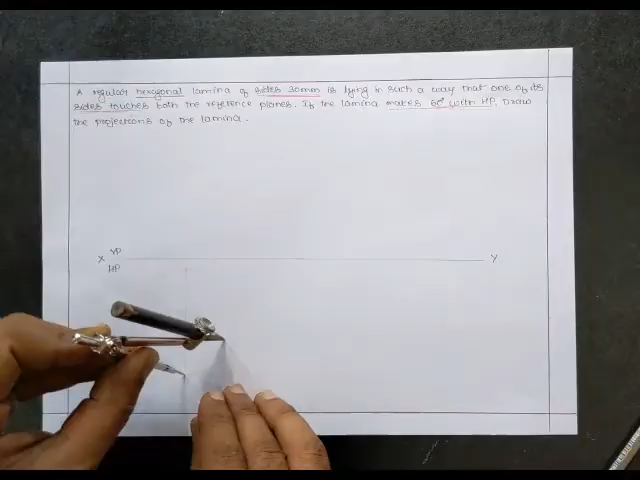 A regular hexagonal lamina of sides 30mm is lying in such a way that one of its
sides touches both the reference planes. If the lamina makes 60° with HP, Draw
the projections of the lamina.
VP
X Y
HP